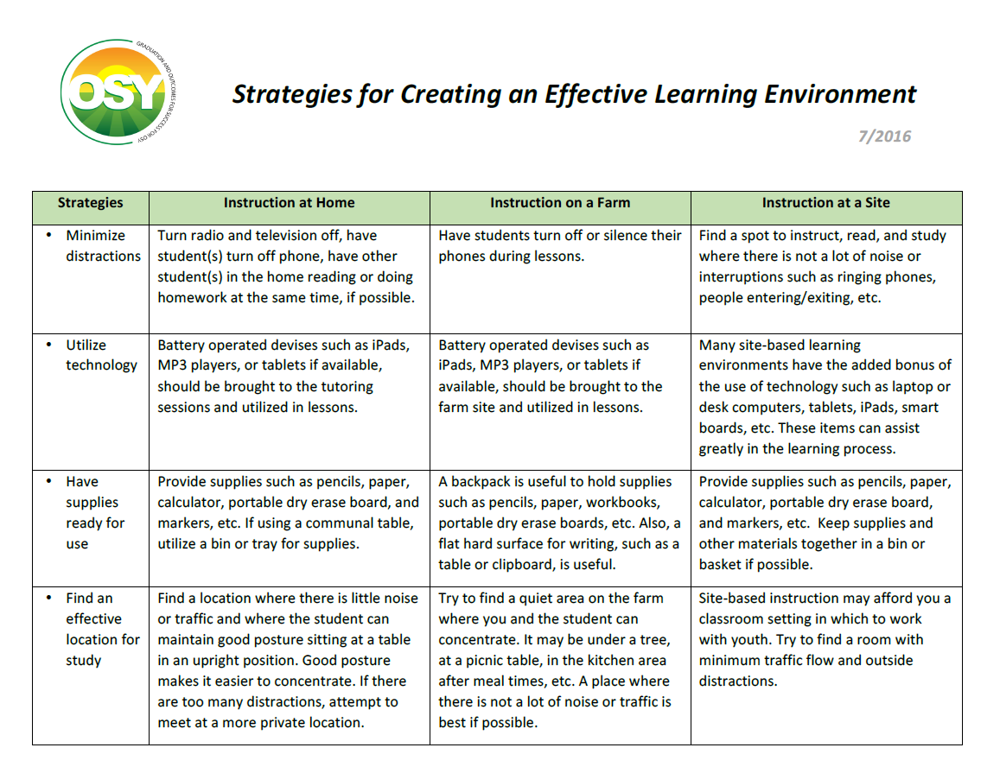 GRADUATION AND OUTCOMES FOR SUCCESS FOR OSY
OSY
Strategies for Creating an Effective Learning Environment
7/2016
Strategies
Instruction at Home
Instruction on a Farm
Instruction at a Site
• Minimize
distractions
Turn radio and television off, have
student(s) turn off phone, have other
student(s) in the home reading or doing
homework at the same time, if possible.
Have students turn off or silence their
phones during lessons.
Find a spot to instruct, read, and study
where there is not a lot of noise or
interruptions such as ringing phones,
people entering/exiting, etc.
• Utilize
technology
Battery operated devises such as iPads,
MP3 players, or tablets if available,
should be brought to the tutoring
sessions and utilized in lessons.
Battery operated devises such as
iPads, MP3 players, or tablets if
available, should be brought to the
farm site and utilized in lessons.
Many site-based learning
environments have the added bonus of
the use of technology such as laptop or
desk computers, tablets, iPads, smart
boards, etc. These items can assist
greatly in the learning process.
• Have
supplies
ready for
use
Provide supplies such as pencils, paper,
calculator, portable dry erase board, and
markers, etc. If using a communal table,
utilize a bin or tray for supplies.
A backpack is useful to hold supplies
such as pencils, paper, workbooks,
portable dry erase boards, etc. Also, a
flat hard surface for writing, such as a
table or clipboard, is useful.
Provide supplies such as pencils, paper,
calculator, portable dry erase board,
and markers, etc.  Keep supplies and
other materials together in a bin or
basket if possible.
• Find an
effective
location for
study
Find a location where there is little noise
or traffic and where the student can
maintain good posture sitting at a table
in an upright position. Good posture
makes it easier to concentrate. If there
are too many distractions, attempt to
meet at a more private location.
Try to find a quiet area on the farm
where you and the student can
concentrate. It may be under a tree,
at a picnic table, in the kitchen area
after meal times, etc. A place where
there is not a lot of noise or traffic is
best if possible.
Site-based instruction may afford you a
classroom setting in which to work
with youth. Try to find a room with
minimum traffic flow and outside
distractions.